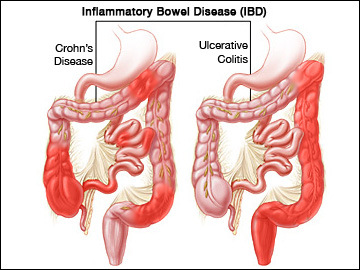 Inflammatory Bowel Disease (IBD)
Crohn's
Disease
Ulcerative
Colitis